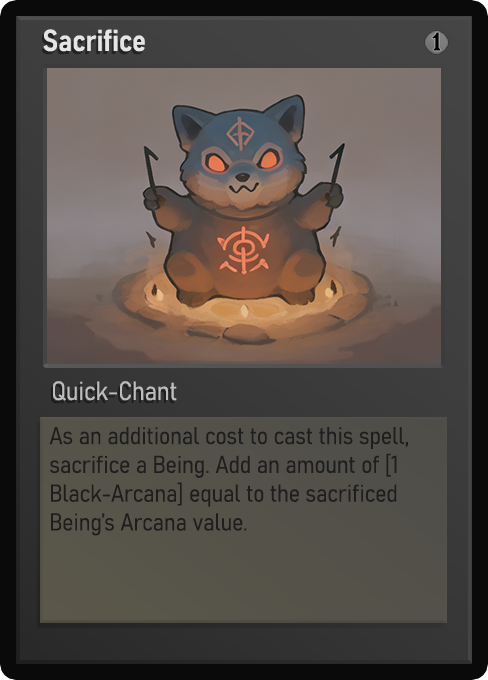 Sacrifice 1
Quick-Chant
As an additional cost to cast this spell,
sacrifice a Being. Add an amount of [1
Black-Arcana] equal to the sacrificed
Being's Arcana value.